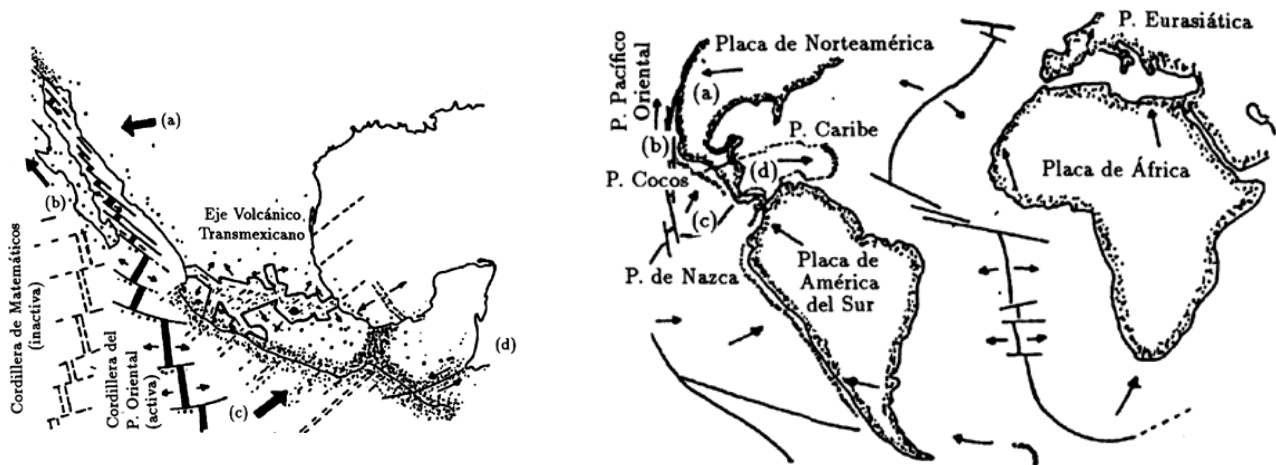 (a)
(b)
Eje Volcánico,
Transmexicano
Cordillera de Matemáticos
(inactiva)
Cordillera del
P. Oriental
(activa)
(c)
(d)
P. Eurasiática
Placa de Norteamérica
P. Pacífico
Oriental
(a)
(b)
P. Caribe
(d)
P. Cocos
(c)
Placa de África
P. de Nazca
Placa de
América
del Sur